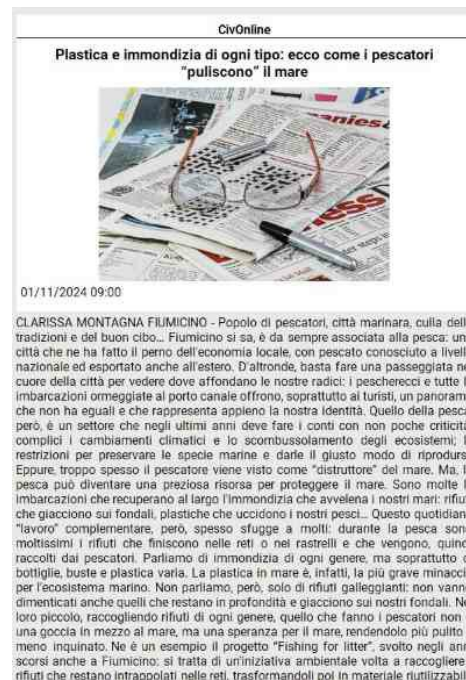 CivOnline
Plastica e immondizia di ogni tipo: ecco come i pescatori
“puliscono” il mare
01/11/2024 09:00
CLARISSA MONTAGNA FIUMICINO - Popolo di pescatori, città marinara, culla dell
tradizioni e del buon cibo... Fiumicino si sa, è da sempre associata alla pesca: un
città che ne ha fatto il perno dell'economia locale, con pescato conosciuto a livell
nazionale ed esportato anche all'estero. D'altronde, basta fare una passeggiata ne
cuore della città per vedere dove affondano le nostre radici: i pescherecci e tutte l
imbarcazioni ormeggiate al porto canale offrono, soprattutto ai turisti, un panoram
che non ha eguali e che rappresenta appieno la nostra identità. Quello della pesca
però, è un settore che negli ultimi anni deve fare i conti con non poche criticità
complici i cambiamenti climatici e lo scombussolamento degli ecosistemi; l
restrizioni per preservare le specie marine e darle il giusto modo di riprodurs
Eppure, troppo spesso il pescatore viene visto come “distruttore” del mare. Ma, l
pesca può diventare una preziosa risorsa per proteggere il mare. Sono molte l
imbarcazioni che recuperano al largo l'immondizia che avvelena i nostri mari: rifiu
che giacciono sui fondali, plastiche che uccidono i nostri pesci... Questo quotidian
“lavoro” complementare, però, spesso sfugge a molti: durante la pesca son
moltissimi i rifiuti che finiscono nelle reti o nei rastrelli e che vengono, quind
raccolti dai pescatori. Parliamo di immondizia di ogni genere, ma soprattutto d
bottiglie, buste e plastica varia. La plastica in mare è, infatti, la più grave minacci
per l'ecosistema marino. Non parliamo, però, solo di rifiuti galleggianti: non vann
dimenticati anche quelli che restano in profondità e giacciono sui nostri fondali. Ne
loro piccolo, raccogliendo rifiuti di ogni genere, quello che fanno i pescatori non
una goccia in mezzo al mare, ma una speranza per il mare, rendendolo più pulito
meno inquinato. Ne è un esempio il progetto “Fishing for litter”, svolto negli ann
scorsi anche a Fiumicino: si tratta di un'iniziativa ambientale volta a raccogliere
rifiuti che restano intrappolati nelle reti, trasformandoli poi in materiale riutilizzabil